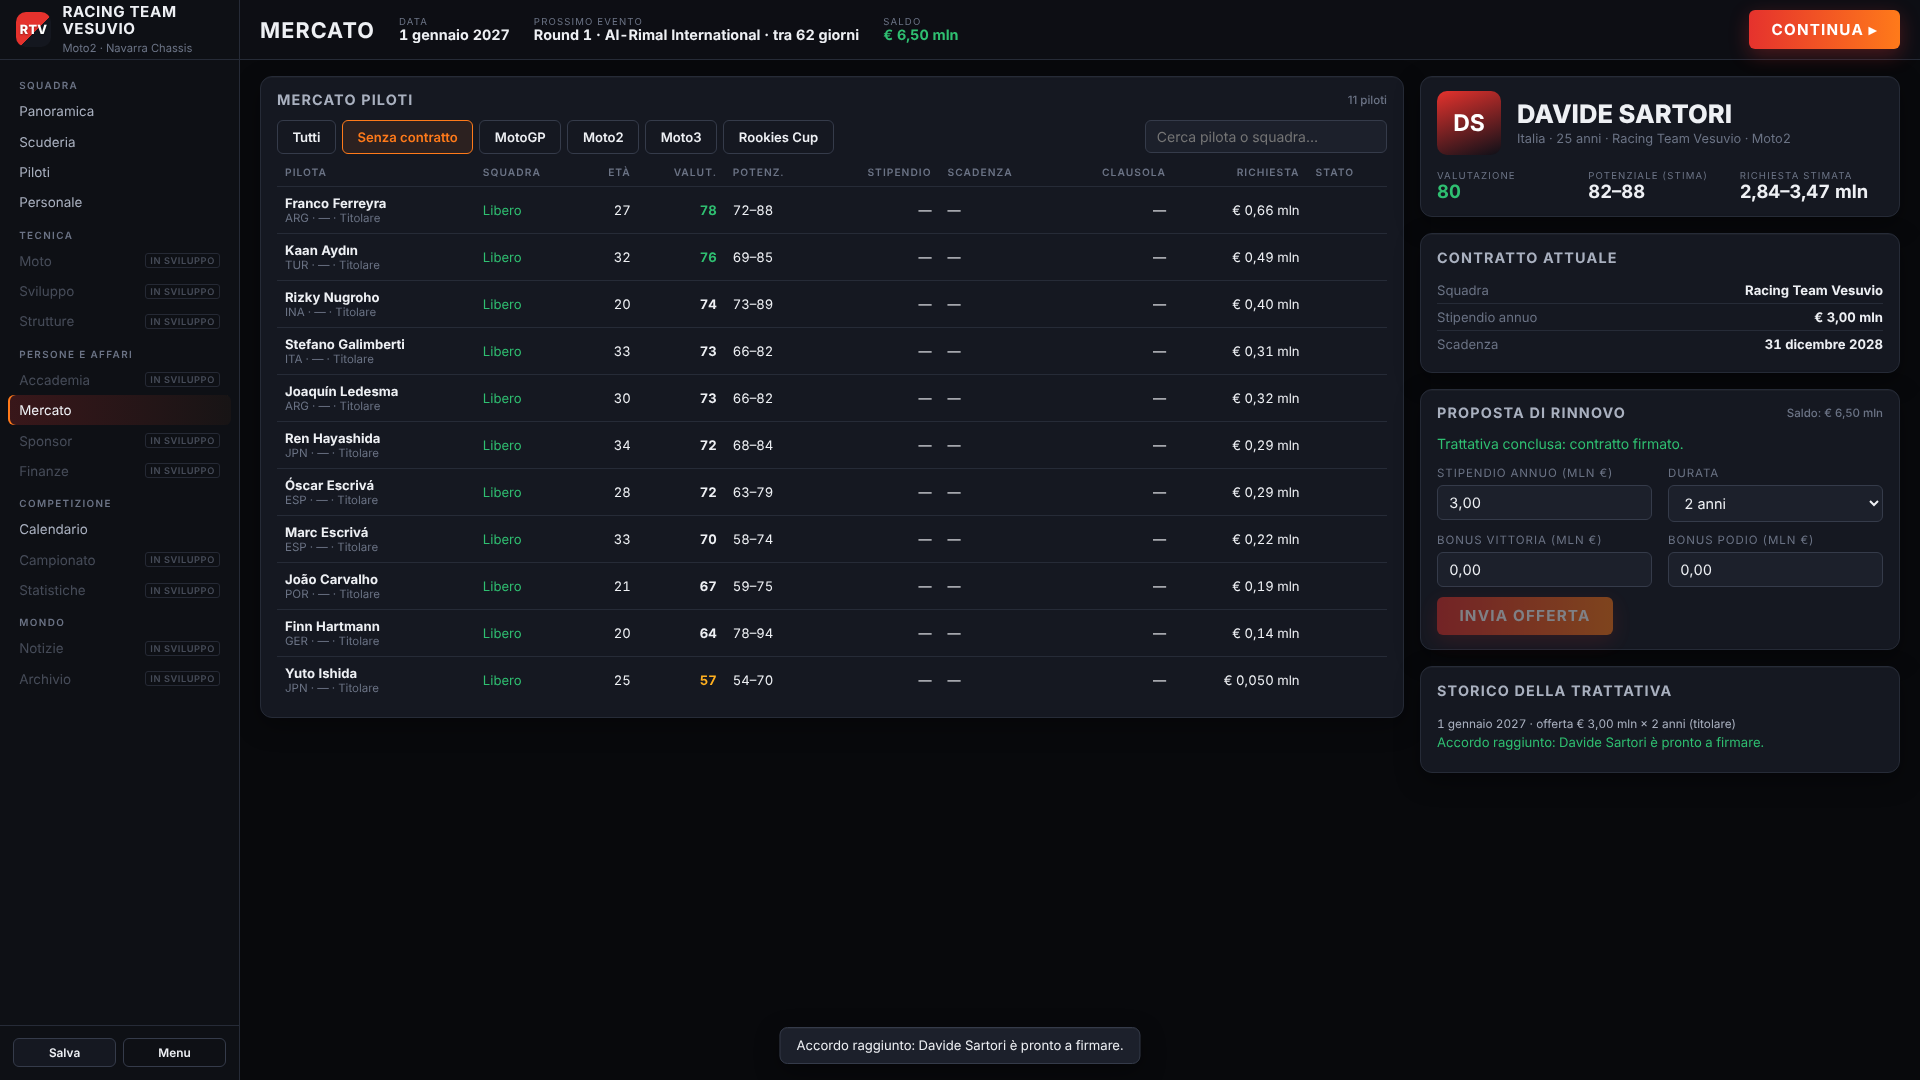 RTV
RACING TEAM
VESUVIO
Moto2 · Navarra Chassis
MERCATO
DATA
1 gennaio 2027
PROSSIMO EVENTO
Round 1 · Al-Rimal International · tra 62 giorni
SALDO
€ 6,50 mln
CONTINUA ▸
SQUADRA
Panoramica
Scuderia
Piloti
Personale
TECNICA
Moto IN SVILUPPO
Sviluppo IN SVILUPPO
Strutture IN SVILUPPO
PERSONE E AFFARI
Accademia IN SVILUPPO
Mercato
Sponsor IN SVILUPPO
Finanze IN SVILUPPO
COMPETIZIONE
Calendario
Campionato IN SVILUPPO
Statistiche IN SVILUPPO
MONDO
Notizie IN SVILUPPO
Archivio IN SVILUPPO
Salva Menu
MERCATO PILOTI 11 piloti
Tutti Senza contratto MotoGP Moto2 Moto3 Rookies Cup Cerca pilota o squadra...
PILOTA SQUADRA ETÀ VALUT. POTENZ. STIPENDIO SCADENZA CLAUSOLA RICHIESTA STATO
Franco Ferreyra Libero 27 78 72–88 — — — € 0,66 mln
ARG · — · Titolare
Kaan Aydın Libero 32 76 69–85 — — — € 0,49 mln
TUR · — · Titolare
Rizky Nugroho Libero 20 74 73–89 — — — € 0,40 mln
INA · — · Titolare
Stefano Galimberti Libero 33 73 66–82 — — — € 0,31 mln
ITA · — · Titolare
Joaquín Ledesma Libero 30 73 66–82 — — — € 0,32 mln
ARG · — · Titolare
Ren Hayashida Libero 34 72 68–84 — — — € 0,29 mln
JPN · — · Titolare
Óscar Escrivá Libero 28 72 63–79 — — — € 0,29 mln
ESP · — · Titolare
Marc Escrivá Libero 33 70 58–74 — — — € 0,22 mln
ESP · — · Titolare
João Carvalho Libero 21 67 59–75 — — — € 0,19 mln
POR · — · Titolare
Finn Hartmann Libero 20 64 78–94 — — — € 0,14 mln
GER · — · Titolare
Yuto Ishida Libero 25 57 54–70 — — — € 0,050 mln
JPN · — · Titolare
DS
DAVIDE SARTORI
Italia · 25 anni · Racing Team Vesuvio · Moto2
VALUTAZIONE POTENZIALE (STIMA) RICHIESTA STIMATA
80 82–88 2,84–3,47 mln
CONTRATTO ATTUALE
Squadra Racing Team Vesuvio
Stipendio annuo € 3,00 mln
Scadenza 31 dicembre 2028
PROPOSTA DI RINNOVO Saldo: € 6,50 mln
Trattativa conclusa: contratto firmato.
STIPENDIO ANNUO (MLN €) DURATA
3,00 2 anni
BONUS VITTORIA (MLN €) BONUS PODIO (MLN €)
0,00 0,00
INVIA OFFERTA
STORICO DELLA TRATTATIVA
1 gennaio 2027 · offerta € 3,00 mln × 2 anni (titolare)
Accordo raggiunto: Davide Sartori è pronto a firmare.
Accordo raggiunto: Davide Sartori è pronto a firmare.